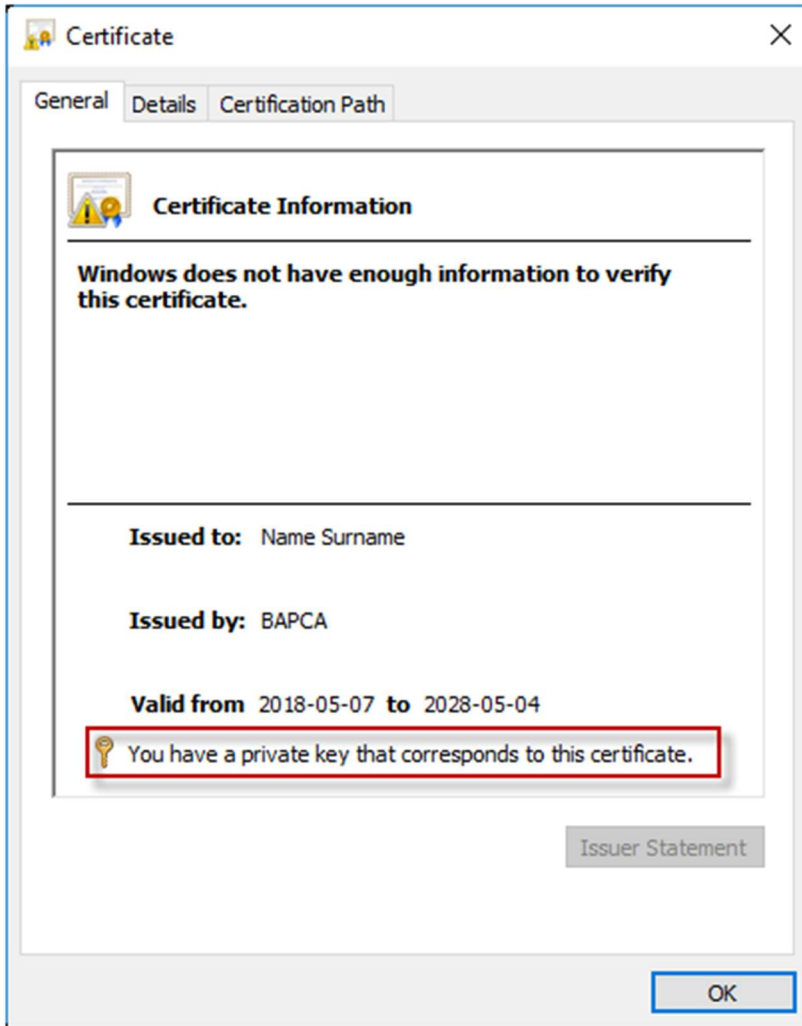 Certificate
General Details Certification Path
Certificate Information
Windows does not have enough information to verify
this certificate.
Issued to: Name Surname
Issued by: BAPCA
Valid from 2018-05-07 to 2028-05-04
You have a private key that corresponds to this certificate.
Issuer Statement
OK